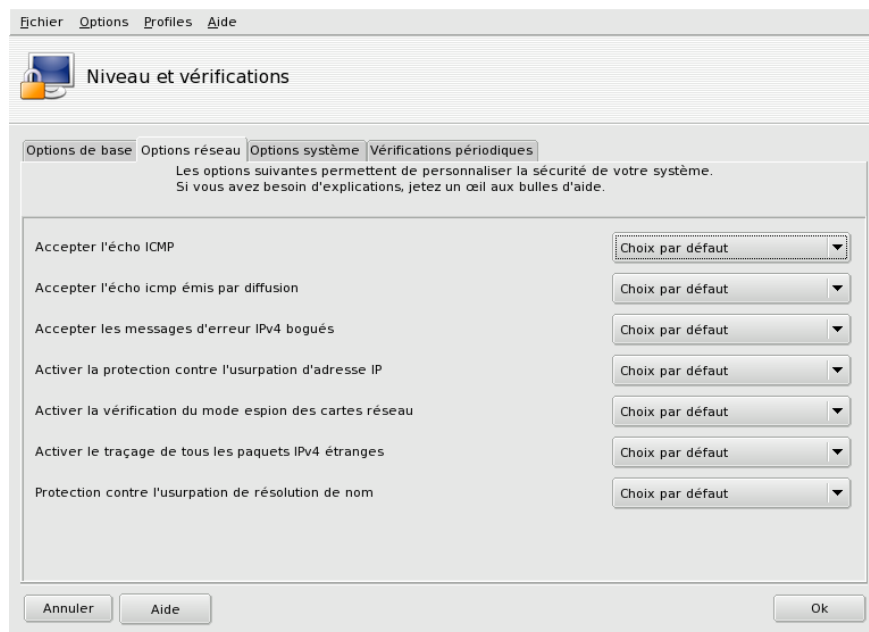 Fichier Options Profiles Aide
Niveau et vérifications
Options de base Options réseau Options système Vérifications périodiques
Les options suivantes permettent de personnaliser la sécurité de votre système.
Si vous avez besoin d'explications, jetez un œil aux bulles d'aide.
Accepter l'écho ICMP Choix par défaut
Accepter l'écho icmp émis par diffusion Choix par défaut
Accepter les messages d'erreur IPv4 bogués Choix par défaut
Activer la protection contre l'usurpation d'adresse IP Choix par défaut
Activer la vérification du mode espion des cartes réseau Choix par défaut
Activer le traçage de tous les paquets IPv4 étranges Choix par défaut
Protection contre l'usurpation de résolution de nom Choix par défaut
Annuler Aide Ok